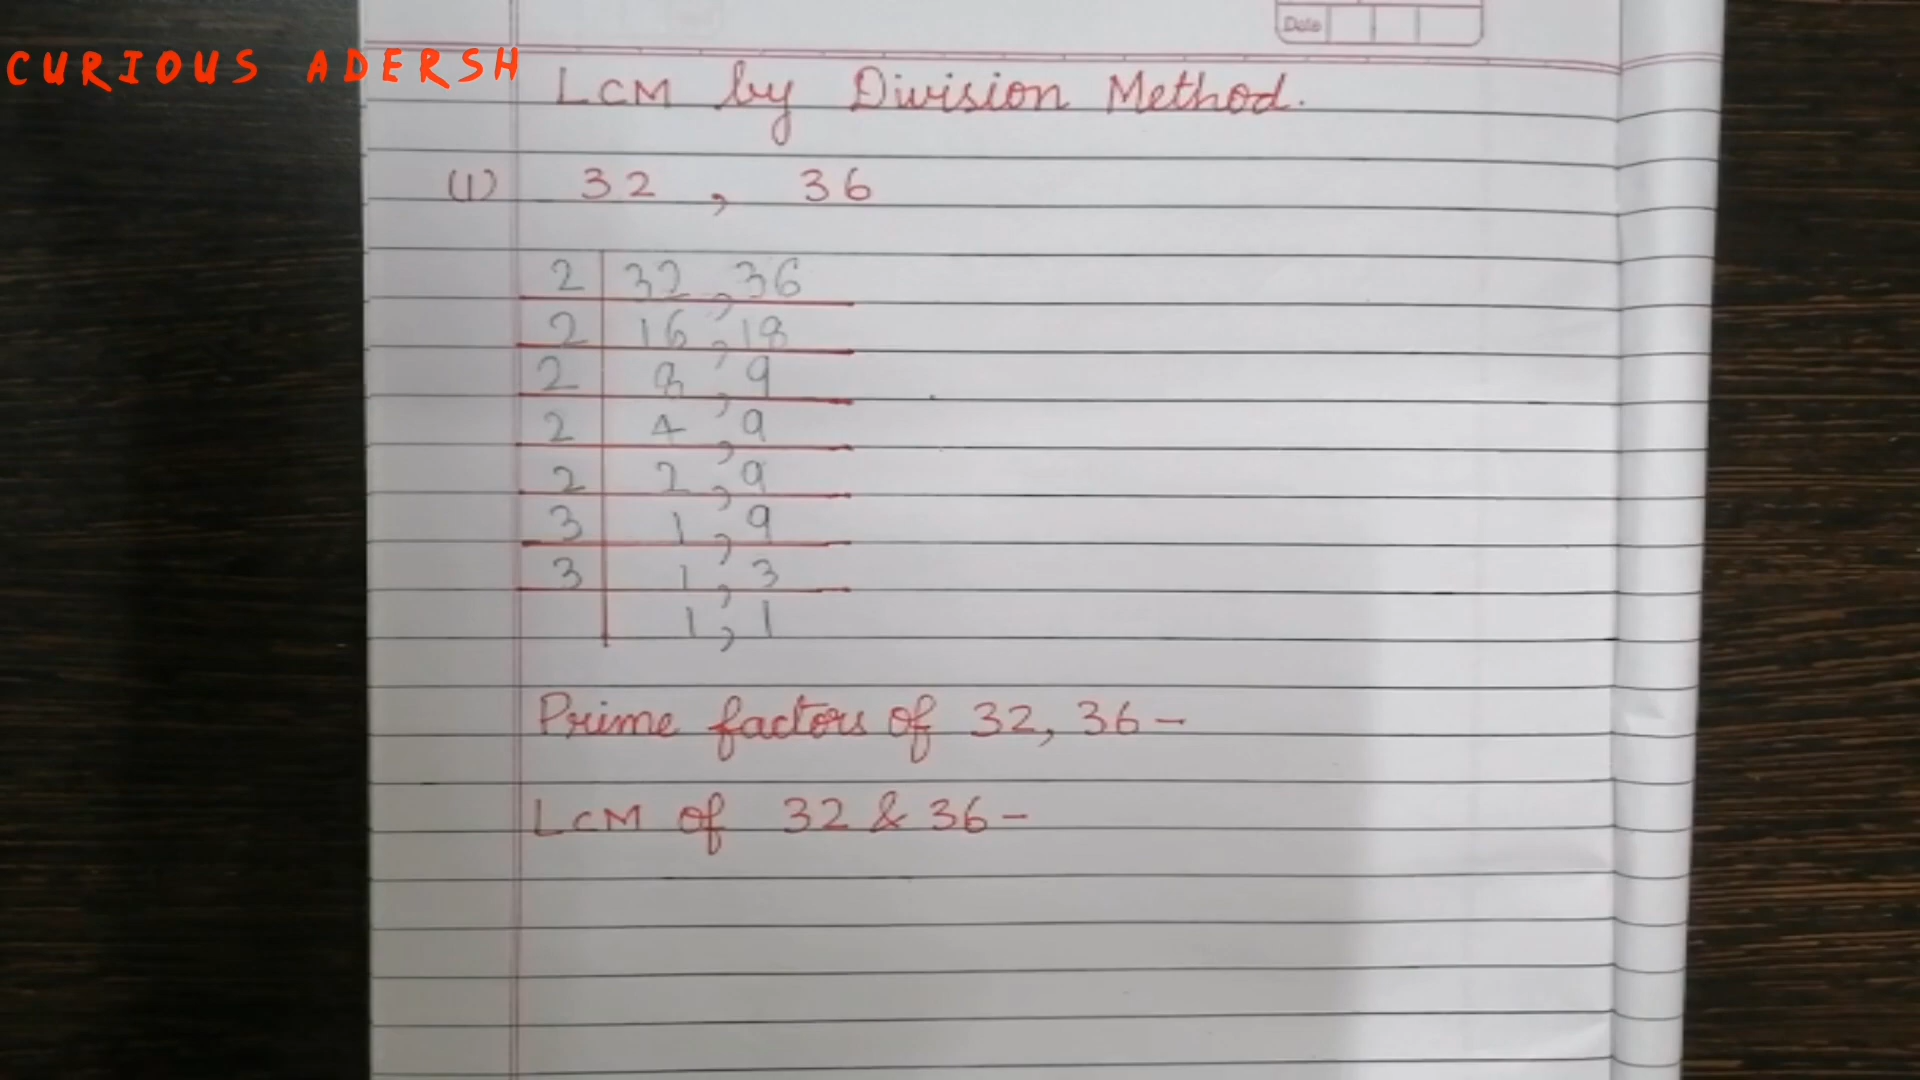 Date
CURIOUS ADERSH
LCM by Division Method.
(1) 32 , 36
2 32 , 36
2 16 , 18
2 8 , 9
2 4 , 9
2 2 , 9
3 1 , 9
3 1 , 3
1 , 1
Prime factors of 32, 36 -
LCM of 32 & 36 -